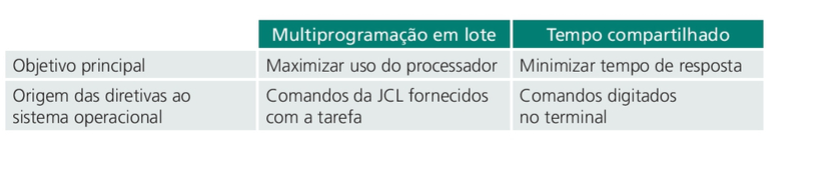 Multiprogramação em lote Tempo compartilhado
Objetivo principal Maximizar uso do processador Minimizar tempo de resposta
Origem das diretivas ao Comandos da JCL fornecidos Comandos digitados
sistema operacional com a tarefa no terminal